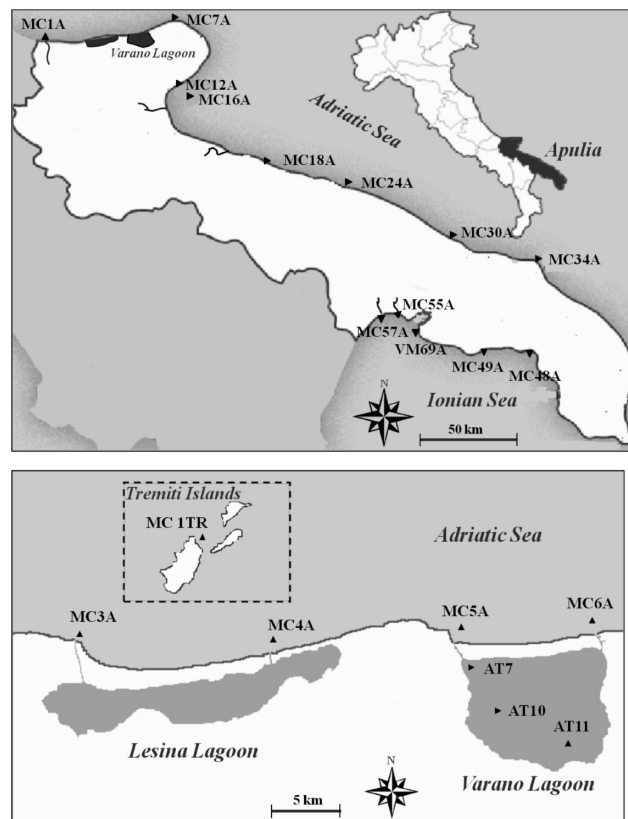 MC1A
MC7A
Varano Lagoon
MC12A
MC16A
Adriatic Sea
Apulia
MC18A
MC24A
MC30A
MC34A
MC55A
MC57A
VM69A
MC49A
MC48A
Ionian Sea
N
50 km
Tremiti Islands
MC 1TR
Adriatic Sea
MC3A
MC4A
MC5A
MC6A
AT7
AT10
AT11
Lesina Lagoon
Varano Lagoon
N
5 km